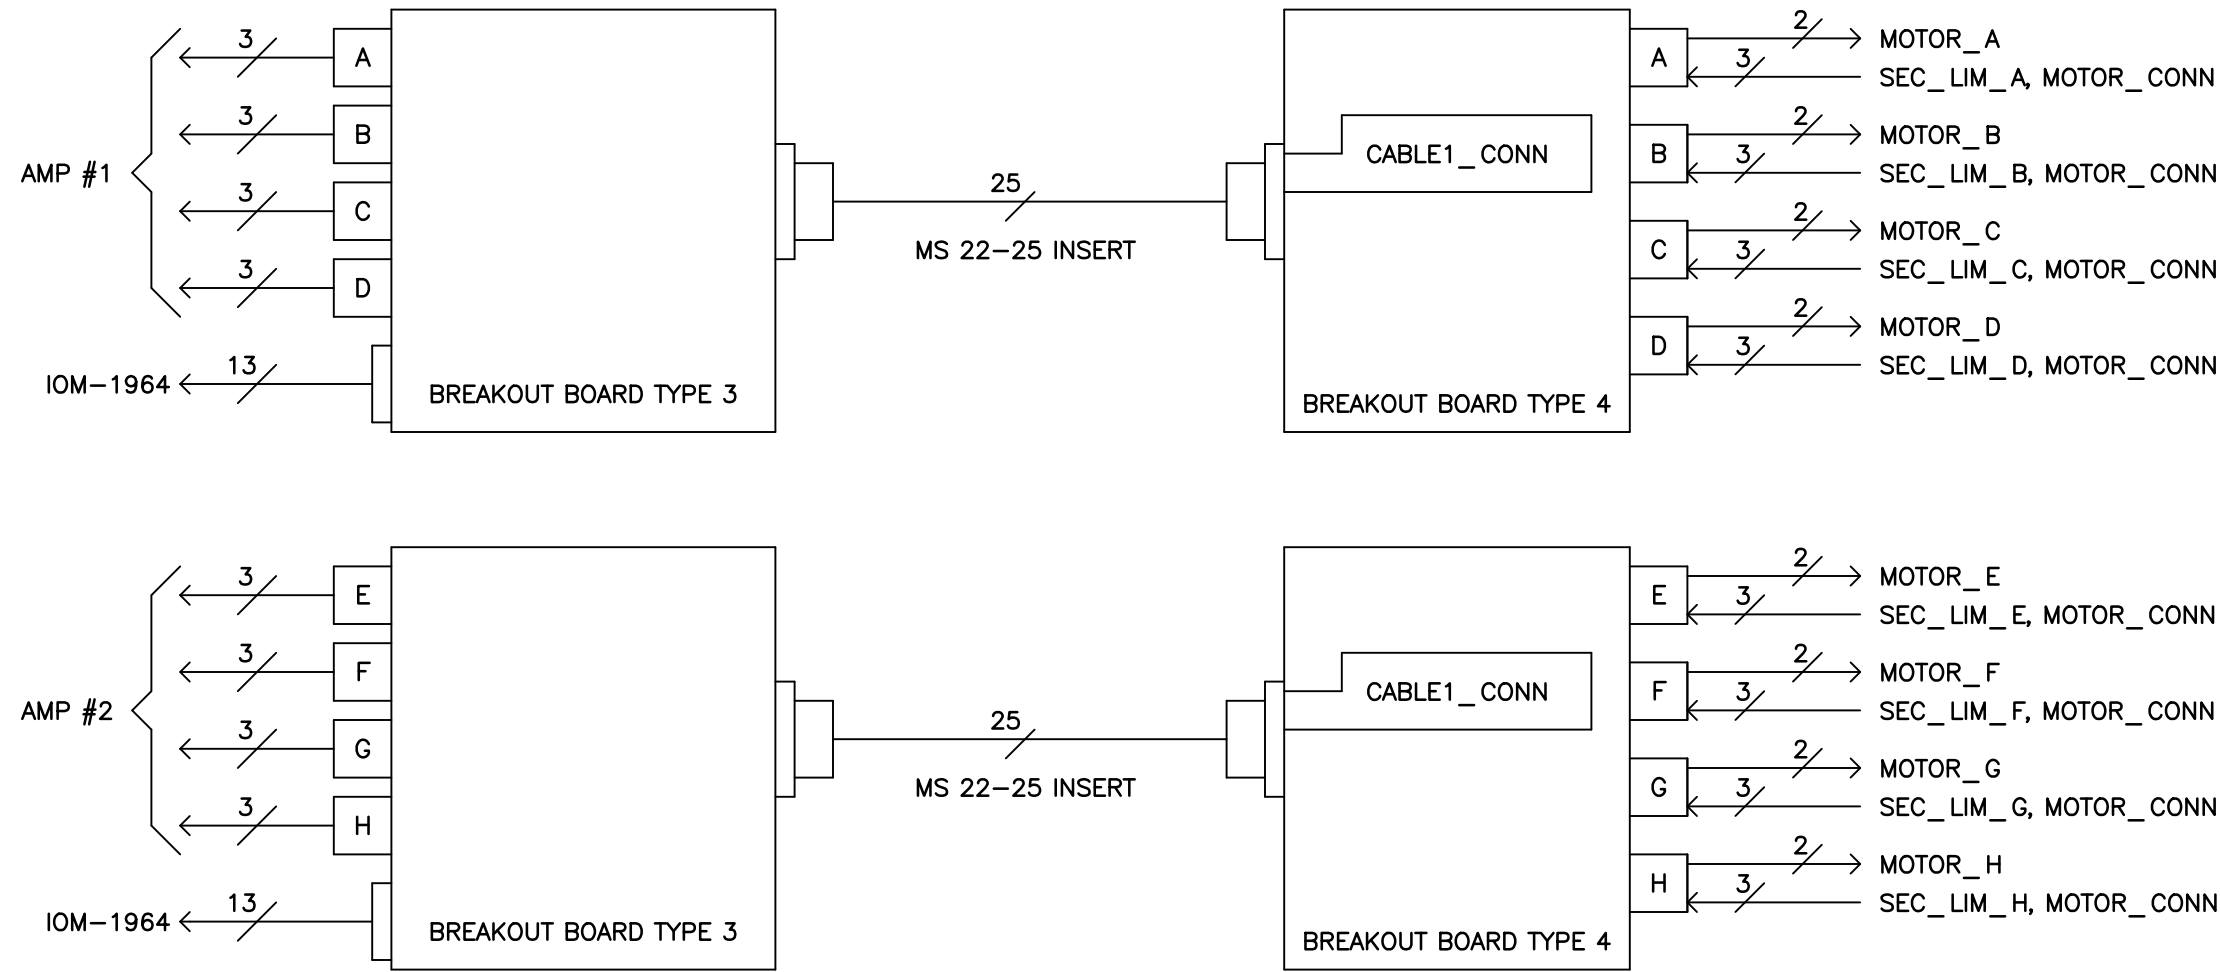 AMP #1
3
A
3
B
3
C
3
D
IOM-1964
13
BREAKOUT BOARD TYPE 3
25
MS 22-25 INSERT
CABLE1_CONN
BREAKOUT BOARD TYPE 4
A
2
MOTOR_A
3
SEC_LIM_A, MOTOR_CONN
B
2
MOTOR_B
3
SEC_LIM_B, MOTOR_CONN
C
2
MOTOR_C
3
SEC_LIM_C, MOTOR_CONN
D
2
MOTOR_D
3
SEC_LIM_D, MOTOR_CONN
AMP #2
3
E
3
F
3
G
3
H
IOM-1964
13
BREAKOUT BOARD TYPE 3
25
MS 22-25 INSERT
CABLE1_CONN
BREAKOUT BOARD TYPE 4
E
2
MOTOR_E
3
SEC_LIM_E, MOTOR_CONN
F
2
MOTOR_F
3
SEC_LIM_F, MOTOR_CONN
G
2
MOTOR_G
3
SEC_LIM_G, MOTOR_CONN
H
2
MOTOR_H
3
SEC_LIM_H, MOTOR_CONN